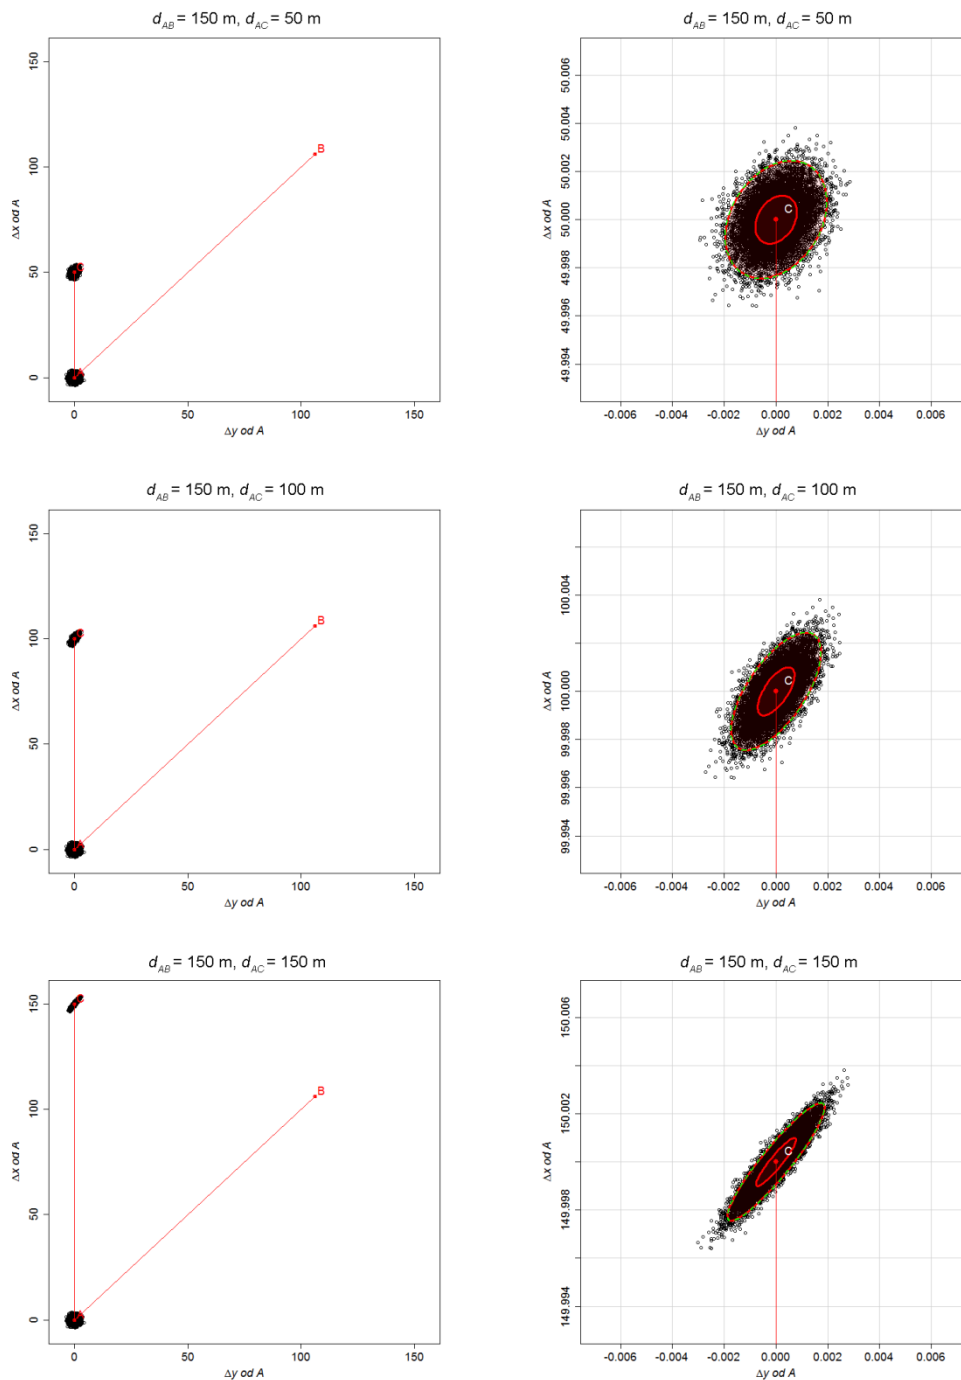 d_AB = 150 m, d_AC = 50 m
d_AB = 150 m, d_AC = 50 m
Δx od A
150
100
50
0
B
C
A
0
50
100
150
Δy od A
Δx od A
50.006
50.004
50.002
50.000
49.998
49.996
49.994
C
-0.006
-0.004
-0.002
0.000
0.002
0.004
0.006
Δy od A
d_AB = 150 m, d_AC = 100 m
d_AB = 150 m, d_AC = 100 m
Δx od A
150
100
50
0
B
C
A
0
50
100
150
Δy od A
Δx od A
100.004
100.000
99.998
99.996
99.994
C
-0.006
-0.004
-0.002
0.000
0.002
0.004
0.006
Δy od A
d_AB = 150 m, d_AC = 150 m
d_AB = 150 m, d_AC = 150 m
Δx od A
150
100
50
0
B
C
A
0
50
100
150
Δy od A
Δx od A
150.006
150.002
149.998
149.994
C
-0.006
-0.004
-0.002
0.000
0.002
0.004
0.006
Δy od A